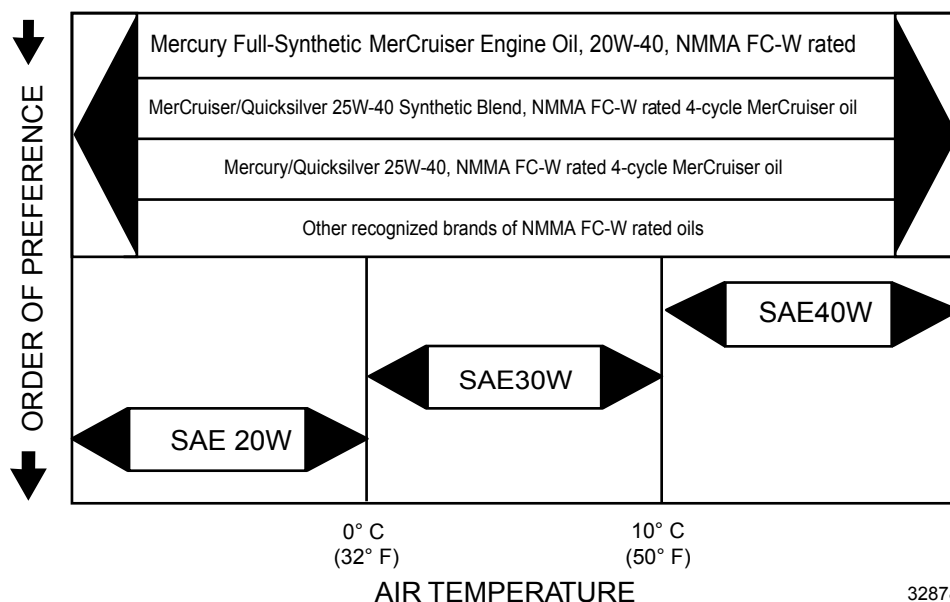 ORDER OF PREFERENCE
Mercury Full-Synthetic MerCruiser Engine Oil, 20W-40, NMMA FC-W rated
MerCruiser/Quicksilver 25W-40 Synthetic Blend, NMMA FC-W rated 4-cycle MerCruiser oil
Mercury/Quicksilver 25W-40, NMMA FC-W rated 4-cycle MerCruiser oil
Other recognized brands of NMMA FC-W rated oils
SAE40W
SAE30W
SAE 20W
0° C
(32° F)
10° C
(50° F)
AIR TEMPERATURE
3287